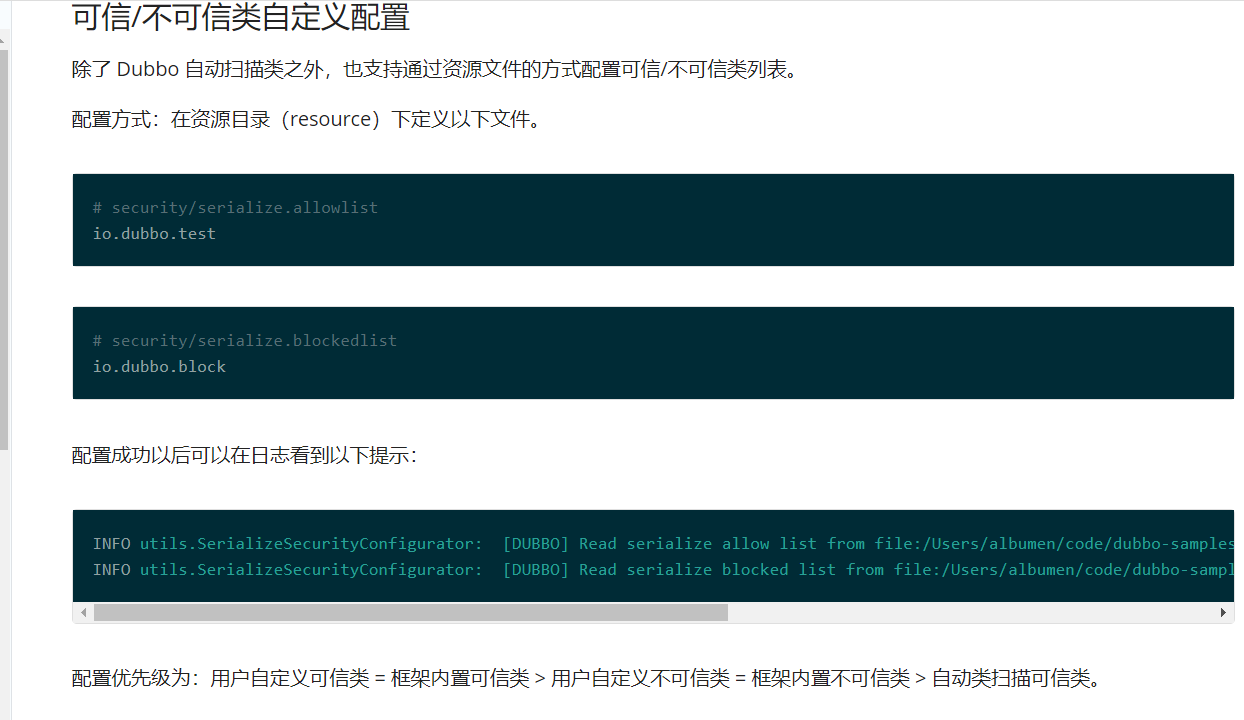 可信/不可信类自定义配置
除了 Dubbo 自动扫描类之外，也支持通过资源文件的方式配置可信/不可信类列表。
配置方式：在资源目录（resource）下定义以下文件。
# security/serialize.allowlist
io.dubbo.test
# security/serialize.blockedlist
io.dubbo.block
配置成功以后可以在日志看到以下提示：
INFO utils.SerializeSecurityConfigurator:  [DUBBO] Read serialize allow list from file:/Users/albumen/code/dubbo-samples
INFO utils.SerializeSecurityConfigurator:  [DUBBO] Read serialize blocked list from file:/Users/albumen/code/dubbo-sampl
配置优先级为：用户自定义可信类 = 框架内置可信类 > 用户自定义不可信类 = 框架内置不可信类 > 自动类扫描可信类。